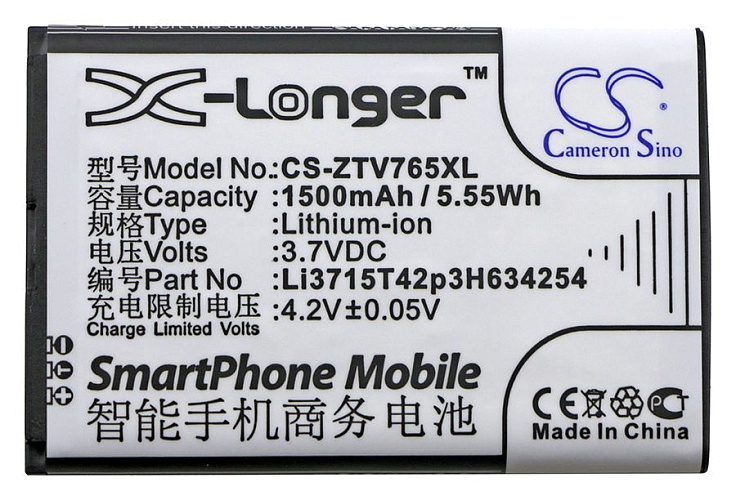 X-Longer™
CS®
Cameron Sino
型号Model No.:CS-ZTV765XL
容量Capacity :1500mAh / 5.55Wh
规格Type :Lithium-ion
电压Volts :3.7VDC
编号Part No :Li3715T42p3H634254
充电限制电压:4.2V±0.05V
Charge Limited Volts
SmartPhone Mobile
智能手机商务电池
CE PCT
Made In China